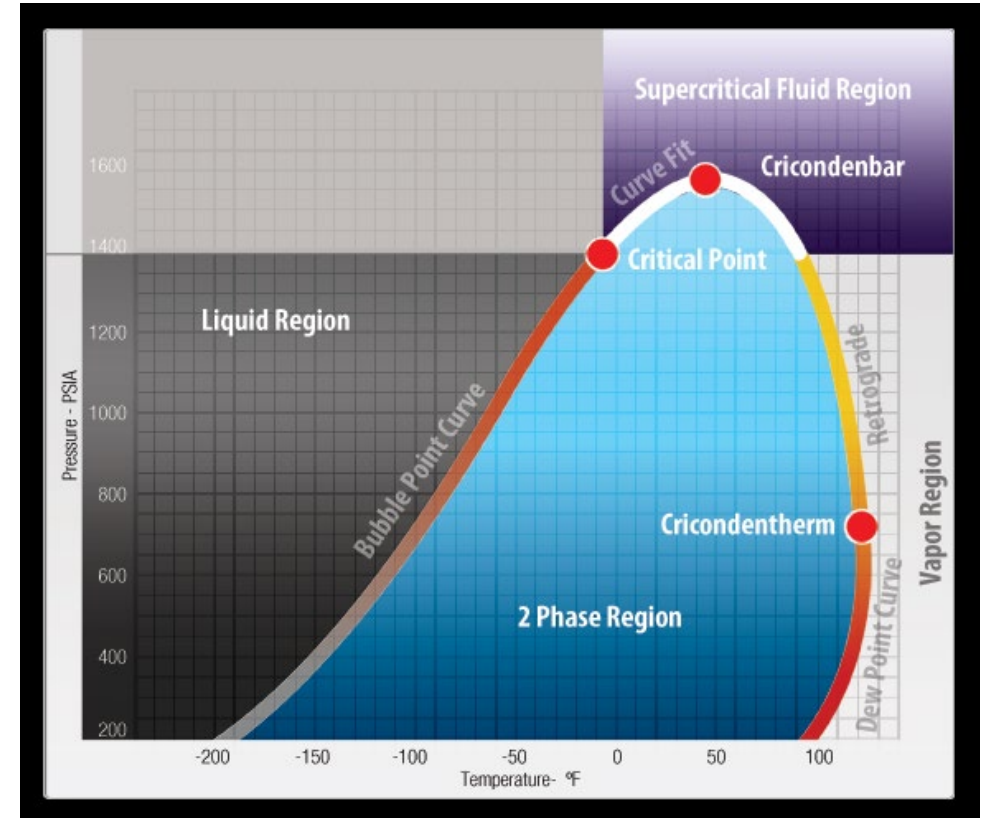 Supercritical Fluid Region
Curve Fit
Cricondenbar
1600
1400
Critical Point
Liquid Region
1200
Retrograde
Pressure - PSIA
1000
Bubble Point Curve
Vapor Region
800
Cricondentherm
600
2 Phase Region
Dew Point Curve
400
200
-200 -150 -100 -50 0 50 100
Temperature- ºF